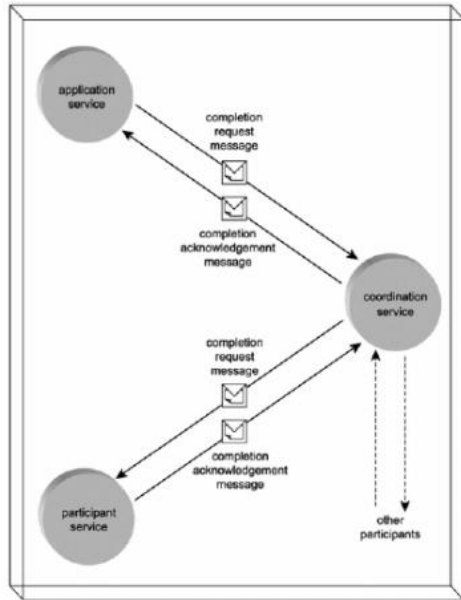 application
service
completion
request
message
completion
acknowledgement
message
coordination
service
completion
request
message
completion
acknowledgement
message
participant
service
other
participants